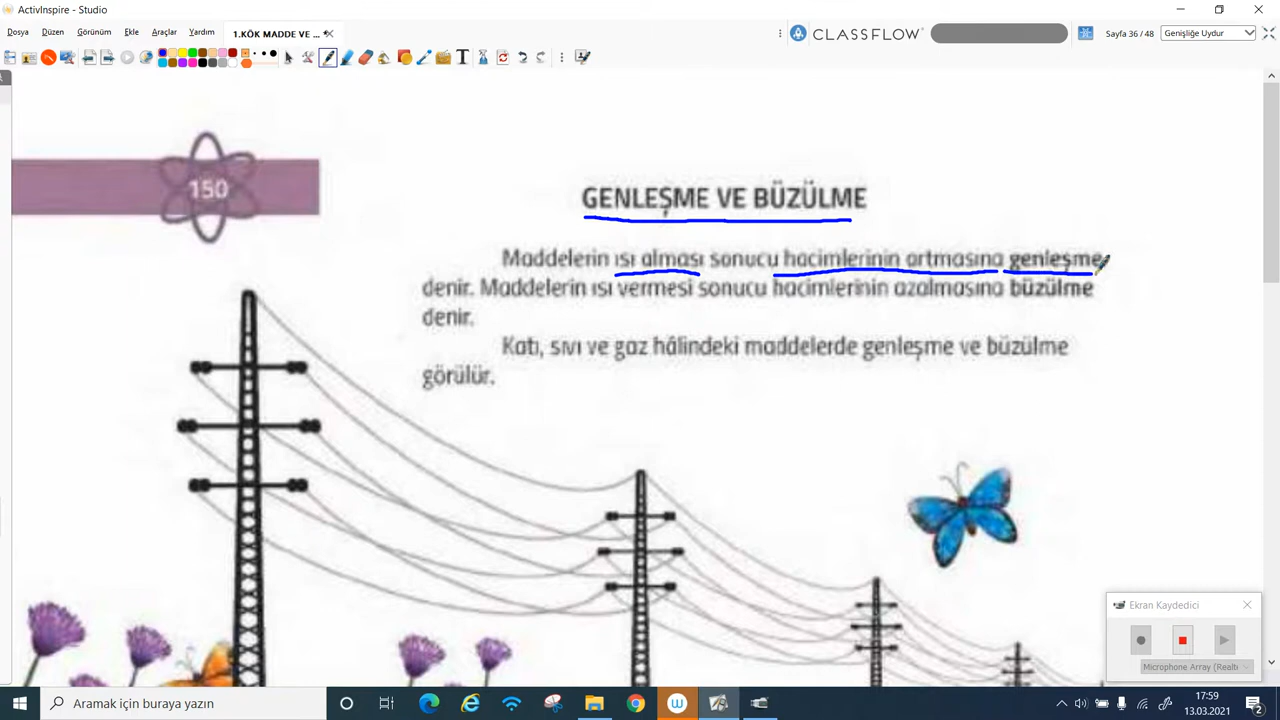 ActivInspire - Studio
Dosya Düzen Görünüm Ekle Araçlar Yardım
1.KÖK MADDE VE ...
CLASSFLOW
Sayfa 36 / 48
Genişliğe Uydur
150
GENLEŞME VE BÜZÜLME
Maddelerin ısı alması sonucu hacimlerinin artmasına genleşme
denir. Maddelerin ısı vermesi sonucu hacimlerinin azalmasına büzülme
denir.
Katı, sıvı ve gaz hâlindeki maddelerde genleşme ve büzülme
görülür.
Ekran Kaydedici
Microphone Array (Realt
Aramak için buraya yazın
17:59
13.03.2021
2